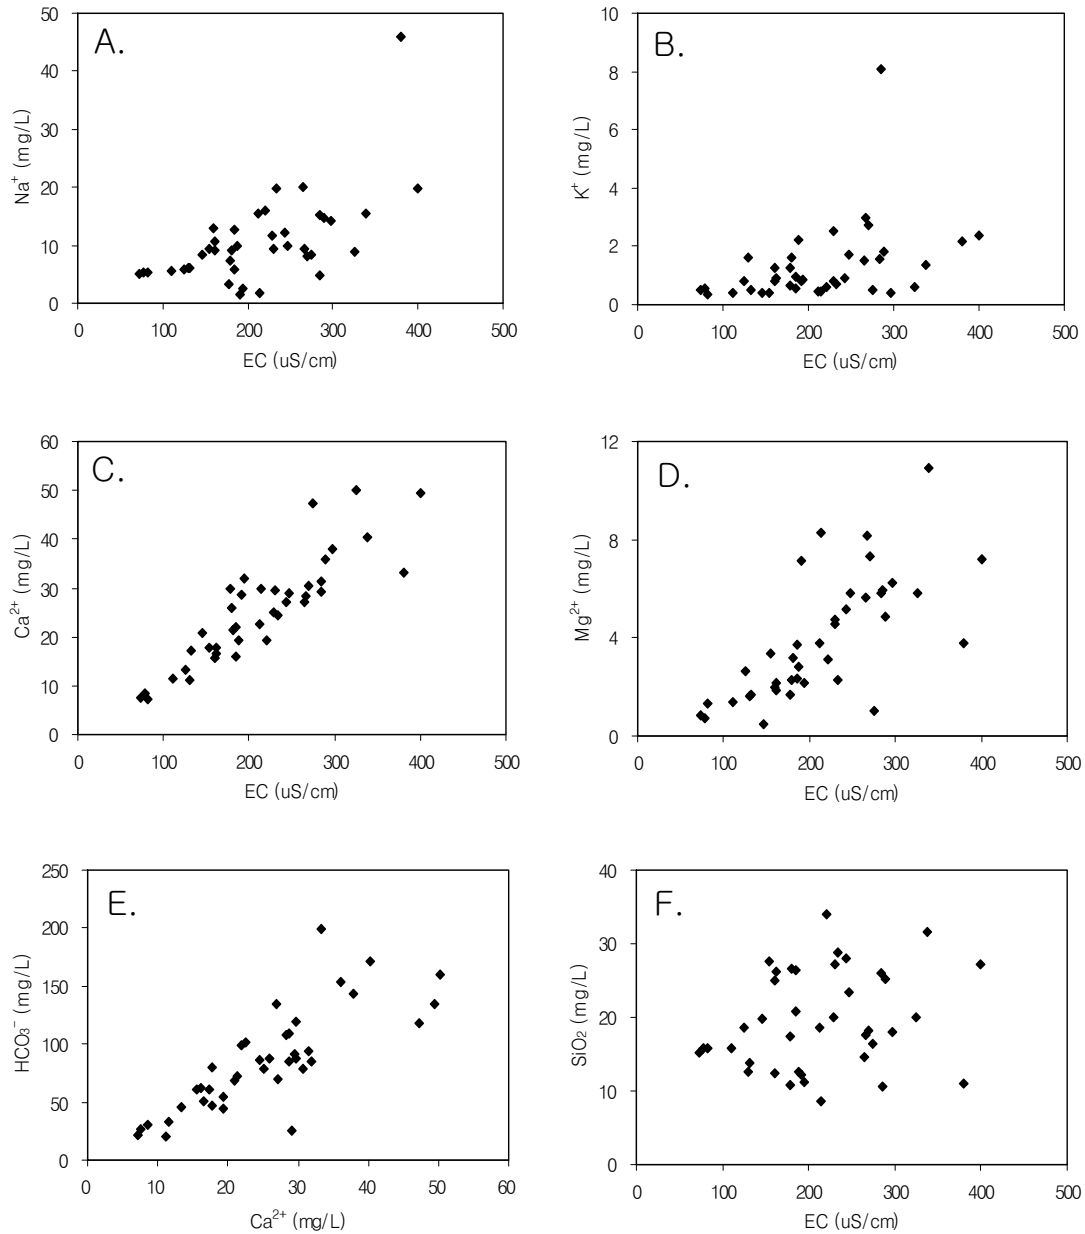 A.
Na⁺ (mg/L)
50
40
30
20
10
0
0 100 200 300 400 500
EC (uS/cm)
B.
K⁺ (mg/L)
10
8
6
4
2
0
0 100 200 300 400 500
EC (uS/cm)
C.
Ca²⁺ (mg/L)
60
50
40
30
20
10
0
0 100 200 300 400 500
EC (uS/cm)
D.
Mg²⁺ (mg/L)
12
8
4
0
0 100 200 300 400 500
EC (uS/cm)
E.
HCO₃⁻ (mg/L)
250
200
150
100
50
0
0 10 20 30 40 50 60
Ca²⁺ (mg/L)
F.
SiO₂ (mg/L)
40
30
20
10
0
0 100 200 300 400 500
EC (uS/cm)